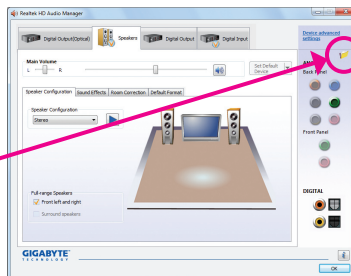 Realtek HD Audio Manager
Digital Output(Optical)
Speakers
Digital Output
Digital Input
Device advanced
settings
Main Volume
L
R
Set Default
Device
Back Panel
Speaker Configuration
Sound Effects
Room Correction
Default Format
Speaker Configuration
Stereo
Front Panel
Full-range Speakers
Front left and right
Surround speakers
DIGITAL
GIGABYTE
TECHNOLOGY
OK